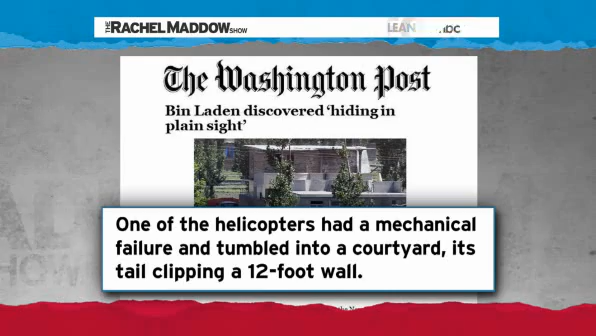 THE RACHEL MADDOW SHOW
LEAN
The Washington Post
Bin Laden discovered ‘hiding in
plain sight’
One of the helicopters had a mechanical
failure and tumbled into a courtyard, its
tail clipping a 12-foot wall.